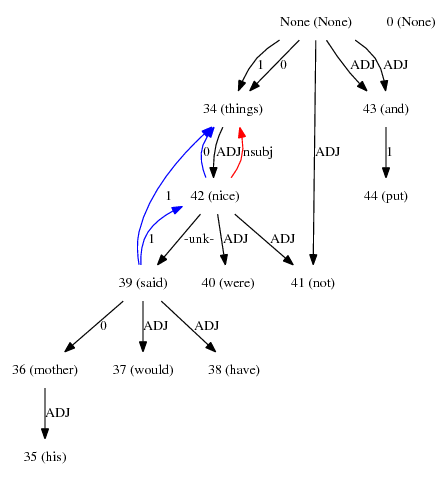 None (None) 0 (None)
1 0 ADJ ADJ
34 (things) 43 (and)
0 ADJ nsubj ADJ 1
42 (nice) 44 (put)
1 1 -unk- ADJ ADJ
39 (said) 40 (were) 41 (not)
0 ADJ ADJ
36 (mother) 37 (would) 38 (have)
ADJ
35 (his)